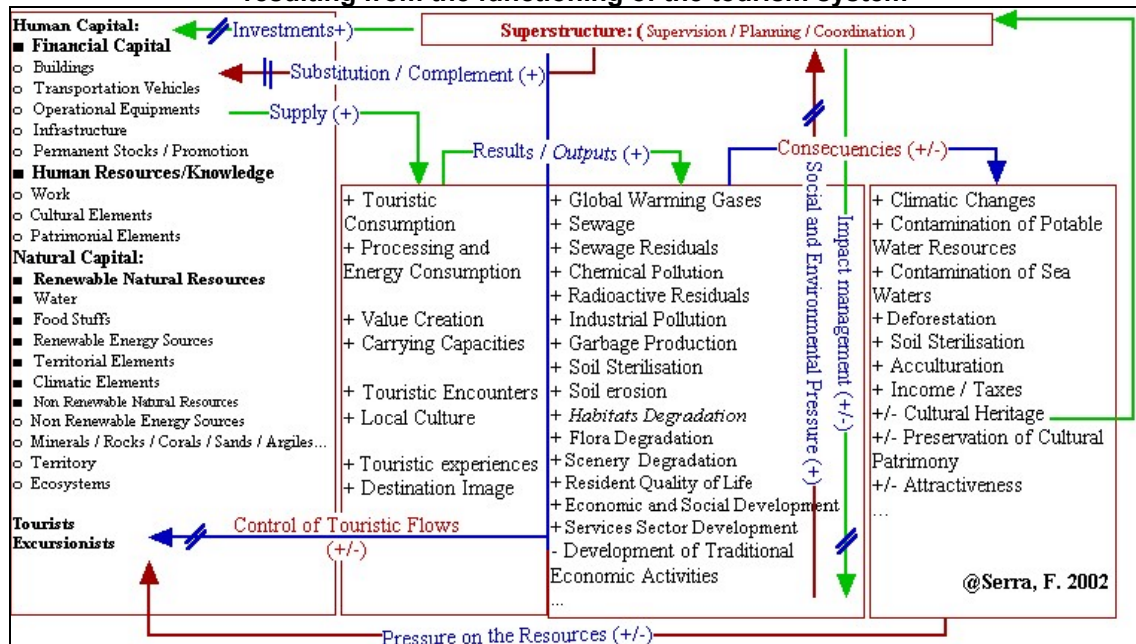 resulting from the functioning of the tourism system
Human Capital:
■ Financial Capital
o Buildings
o Transportation Vehicles
o Operational Equipments
o Infrastructure
o Permanent Stocks / Promotion
■ Human Resources/Knowledge
o Work
o Cultural Elements
o Patrimonial Elements
Natural Capital:
■ Renewable Natural Resources
■ Water
■ Food Stuffs
■ Renewable Energy Sources
■ Territorial Elements
■ Climatic Elements
■ Non Renewable Natural Resources
o Non Renewable Energy Sources
o Minerals / Rocks / Corals / Sands / Argiles...
o Territory
o Ecosystems
Tourists
Excursionists
Investments+)
Superstructure: ( Supervision / Planning / Coordination )
Substitution / Complement (+)
Supply (+)
Results / Outputs (+)
Consecuencies (+/-)
+ Touristic
Consumption
+ Processing and
Energy Consumption
+ Value Creation
+ Carrying Capacities
+ Touristic Encounters
+ Local Culture
+ Touristic experiences
+ Destination Image
Control of Touristic Flows
(+/-)
+ Global Warming Gases
+ Sewage
+ Sewage Residuals
+ Chemical Pollution
+ Radioactive Residuals
+ Industrial Pollution
+ Garbage Production
+ Soil Sterilisation
+ Soil erosion
+ Habitats Degradation
+ Flora Degradation
+ Scenery Degradation
+ Resident Quality of Life
+ Economic and Social Development
+ Services Sector Development
- Development of Traditional
Economic Activities
...
Social and Environmental Pressure (+)
Impact management (+/-)
+ Climatic Changes
+ Contamination of Potable
Water Resources
+ Contamination of Sea
Waters
+ Deforestation
+ Soil Sterilisation
+ Acculturation
+ Income / Taxes
+/- Cultural Heritage
+/- Preservation of Cultural
Patrimony
+/- Attractiveness
...
@Serra, F. 2002
Pressure on the Resources (+/-)